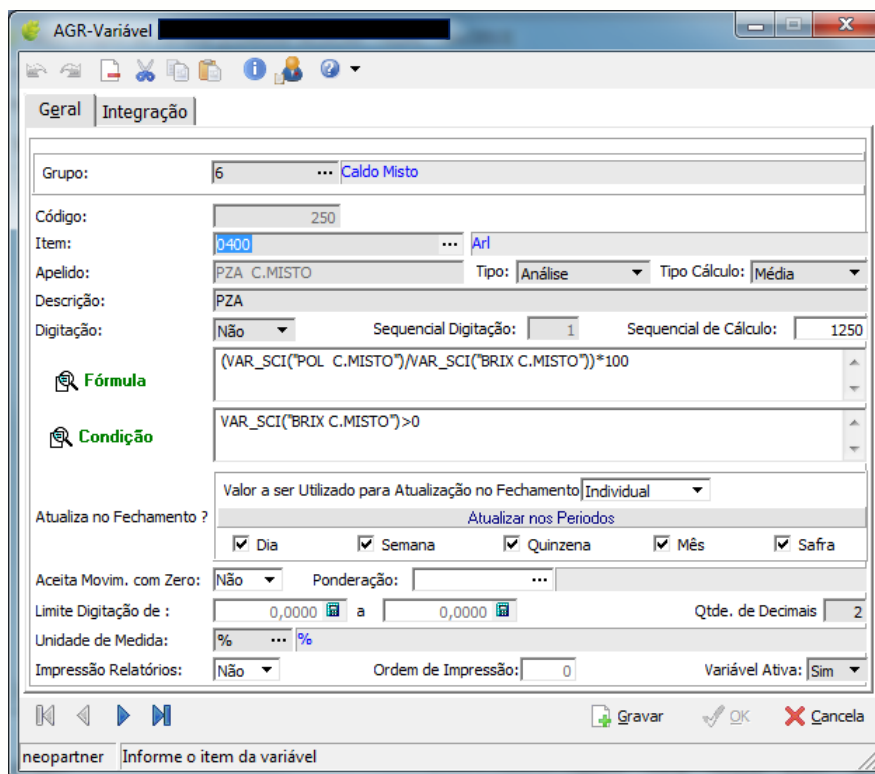 AGR-Variável
Geral Integração
Grupo: 6 ... Caldo Misto
Código: 250
Item: 0400 ... Arl
Apelido: PZA C.MISTO Tipo: Análise Tipo Cálculo: Média
Descrição: PZA
Digitação: Não Sequencial Digitação: 1 Sequencial de Cálculo: 1250
Fórmula (VAR_SCI("POL C.MISTO")/VAR_SCI("BRIX C.MISTO"))*100
Condição VAR_SCI("BRIX C.MISTO")>0
Valor a ser Utilizado para Atualização no Fechamento Individual
Atualiza no Fechamento ? Atualizar nos Periodos
Dia Semana Quinzena Mês Safra
Aceita Movim. com Zero: Não Ponderação: ...
Limite Digitação de : 0,0000 a 0,0000 Qtde. de Decimais 2
Unidade de Medida: % ... %
Impressão Relatórios: Não Ordem de Impressão: 0 Variável Ativa: Sim
Gravar OK Cancela
neopartner Informe o item da variável